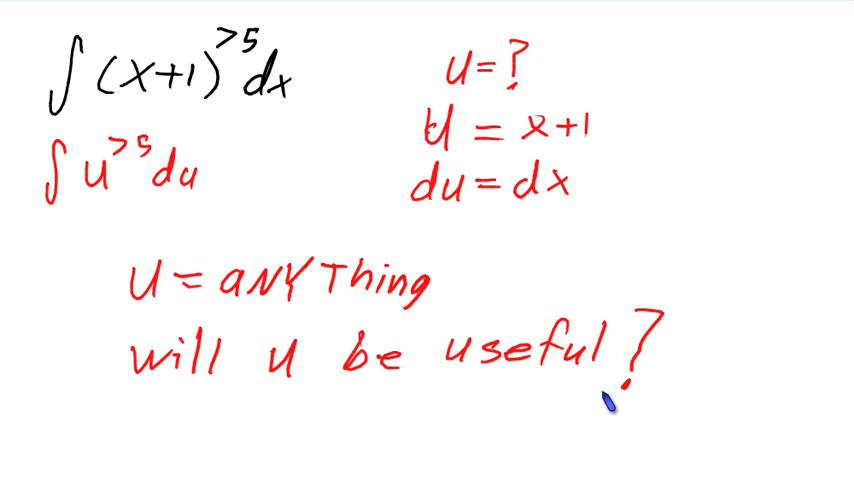 ∫(x+1)^75 dx
∫u^75 du
u=?
u = x+1
du = dx
u = aNYThing
will u be useful?